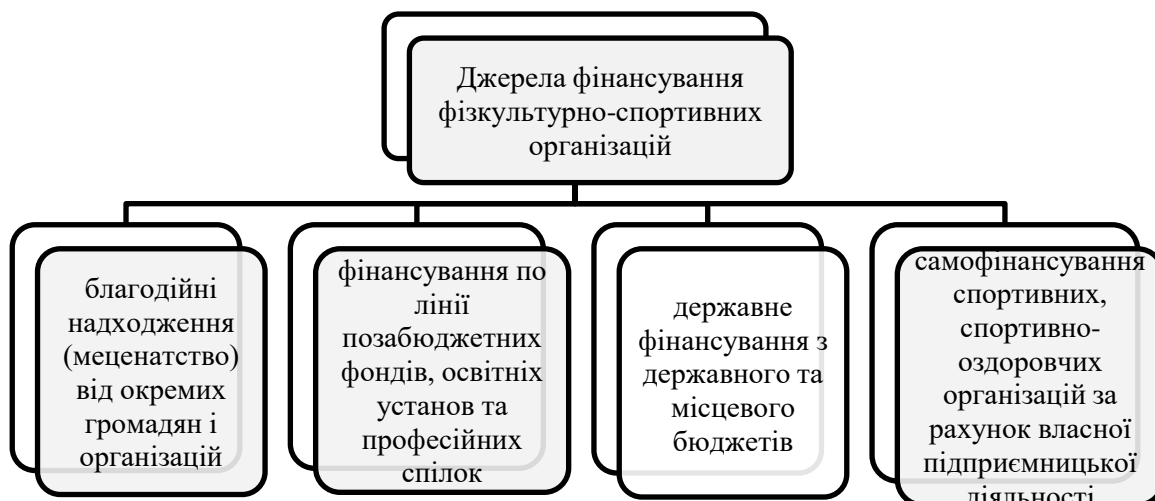 Джерела фінансування
фізкультурно-спортивних
організацій
благодійні
надходження
(меценатство)
від окремих
громадян і
організацій
фінансування по
лінії
позабюджетних
фондів, освітніх
установ та
професійних
спілок
державне
фінансування з
державного та
місцевого
бюджетів
самофінансування
спортивних,
спортивно-
оздоровчих
організацій за
рахунок власної
підприємницької
діяльності